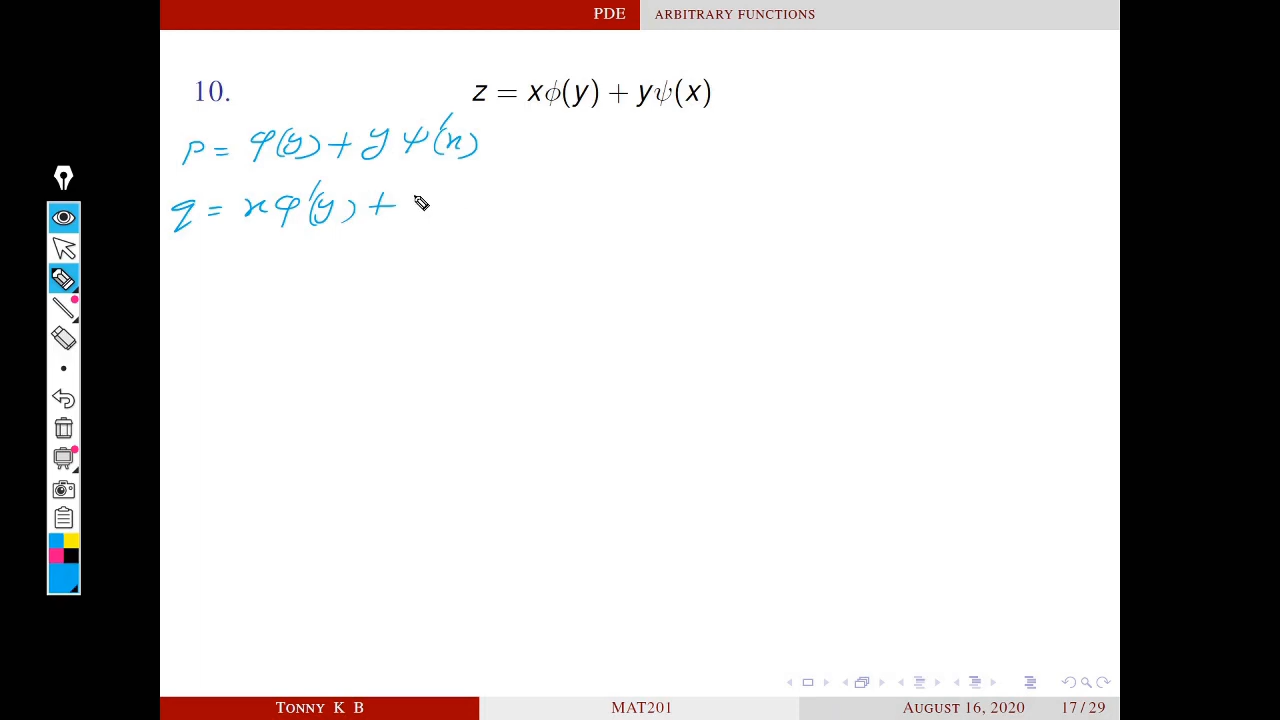 PDE ARBITRARY FUNCTIONS
10. z = xϕ(y) + yψ(x)
p = φ(y) + y ψ'(x)
q = x φ'(y) +
TONNY K B MAT201 AUGUST 16, 2020 17 / 29